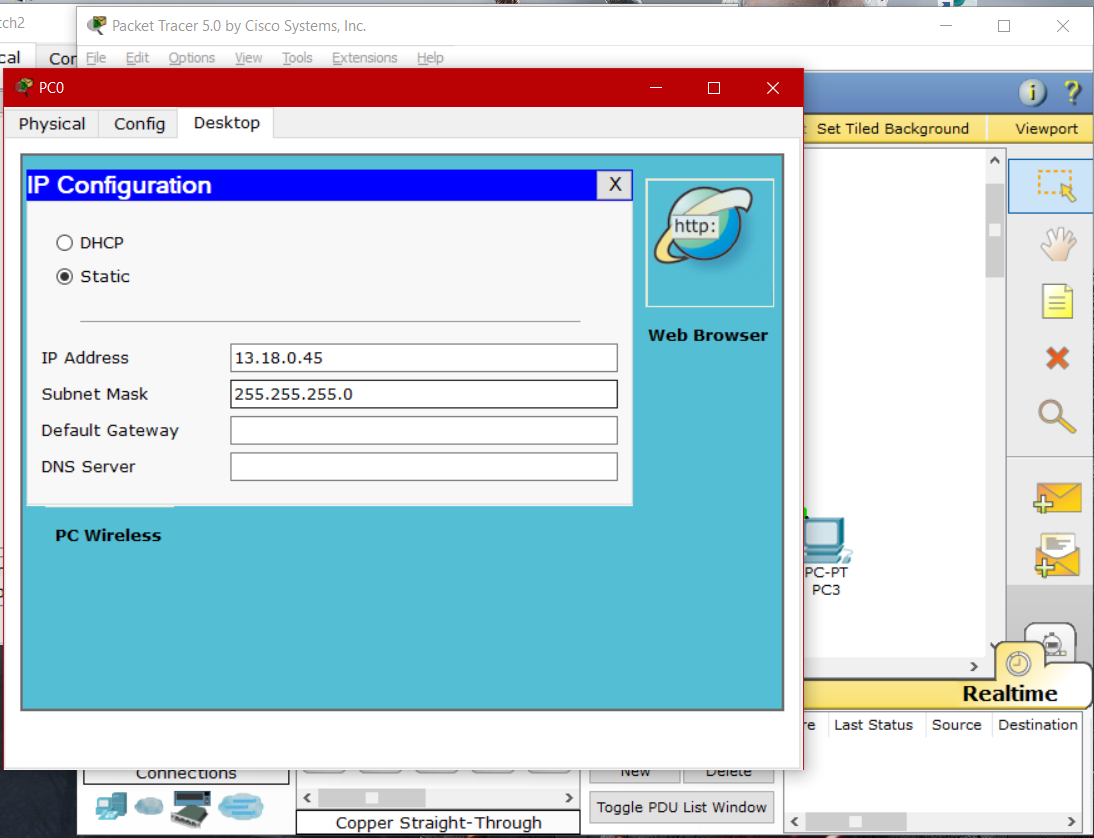 tch2
Packet Tracer 5.0 by Cisco Systems, Inc.
cal
Cor
File Edit Options View Tools Extensions Help
PC0
i ?
Physical Config Desktop
Set Tiled Background Viewport
IP Configuration X
http:
DHCP
Static
Web Browser
IP Address 13.18.0.45
Subnet Mask 255.255.255.0
Default Gateway
DNS Server
PC Wireless
PC-PT
PC3
Realtime
re Last Status Source Destination
Connections
New Delete
Toggle PDU List Window
Copper Straight-Through